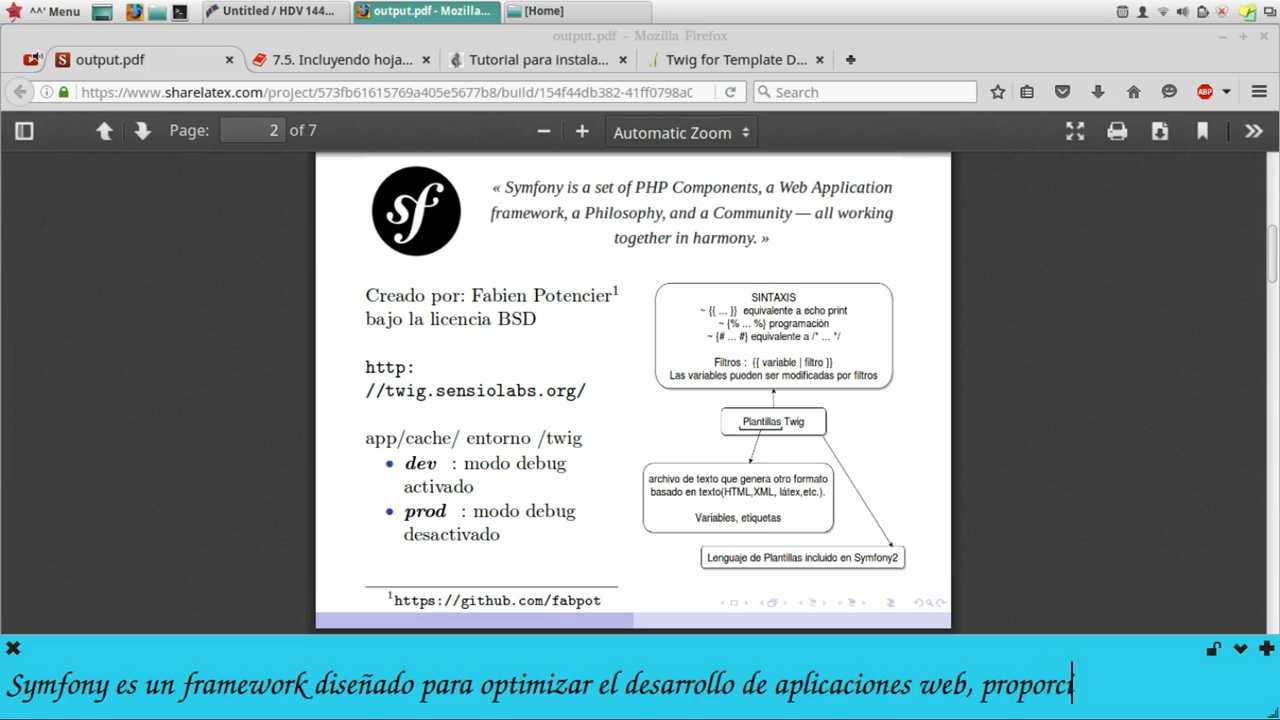 ^^' Menu
Untitled / HDV 144...
output.pdf - Mozilla...
[Home]
output.pdf - Mozilla Firefox
output.pdf
7.5. Incluyendo hoja...
Tutorial para instala...
Twig for Template D...
https://www.sharelatex.com/project/573fb61615769a405e5677b8/build/154f44db382-41ff0798a
Search
ABP
Page: 2 of 7
Automatic Zoom
sf
« Symfony is a set of PHP Components, a Web Application
framework, a Philosophy, and a Community — all working
together in harmony. »
Creado por: Fabien Potencier1
bajo la licencia BSD
http:
//twig.sensiolabs.org/
app/cache/ entorno /twig
• dev : modo debug
activado
• prod : modo debug
desactivado
1https://github.com/fabpot
SINTAXIS
~ {{ ... }} equivalente a echo print
~ {% ... %} programación
~ {# ... #} equivalente a /* ... */
Filtros : {{ variable | filtro }}
Las variables pueden ser modificadas por filtros
Plantillas Twig
archivo de texto que genera otro formato
basado en texto(HTML,XML, látex,etc.).
Variables, etiquetas
Lenguaje de Plantillas incluido en Symfony2
Symfony es un framework diseñado para optimizar el desarrollo de aplicaciones web, proporci